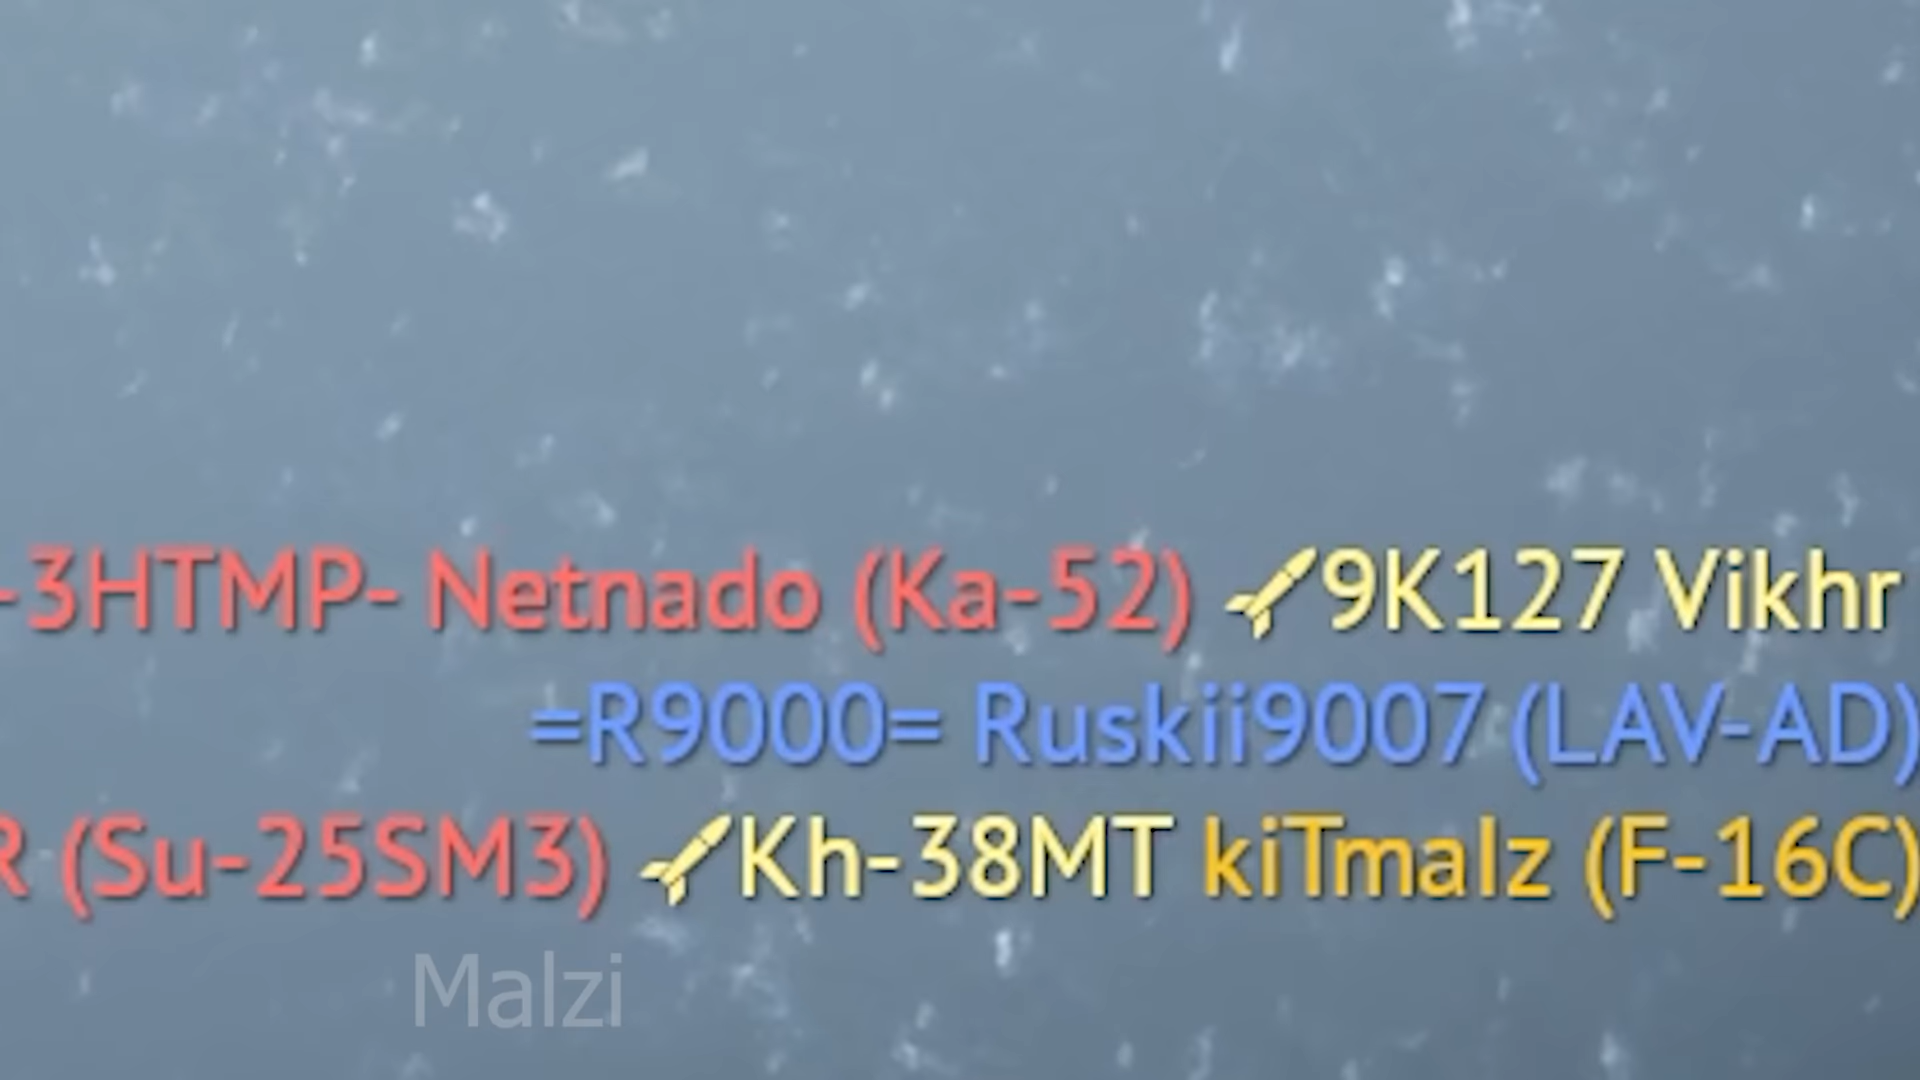 -3HTMP- Netnado (Ka-52) 9K127 Vikhr
=R9000= Ruskii9007 (LAV-AD)
R (Su-25SM3) Kh-38MT kiTmalz (F-16C)
Malzi